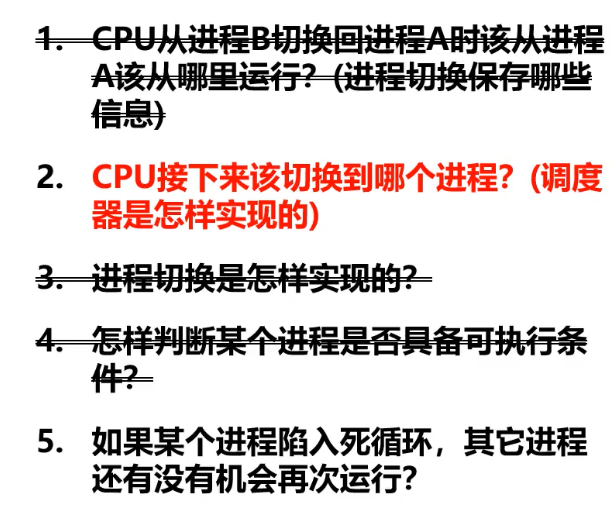 1. CPU从进程B切换回进程A时该从进程
A该从哪里运行？(进程切换保存哪些
信息)
2. CPU接下来该切换到哪个进程？(调度
器是怎样实现的)
3. 进程切换是怎样实现的？
4. 怎样判断某个进程是否具备可执行条
件？
5. 如果某个进程陷入死循环，其它进程
还有没有机会再次运行？